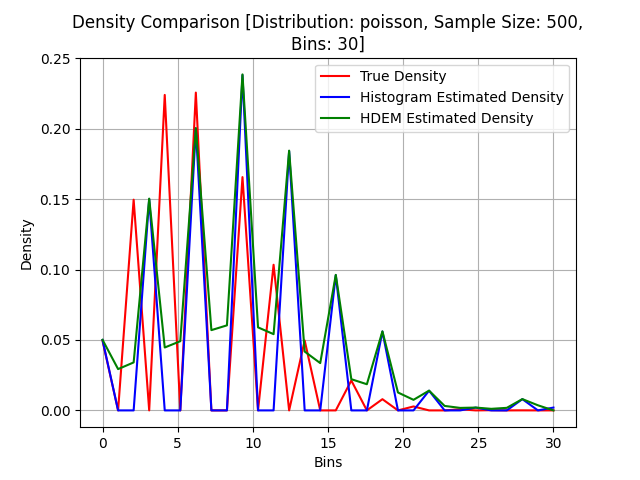 Density Comparison [Distribution: poisson, Sample Size: 500,
Bins: 30]
0.25
0.20
0.15
0.10
0.05
0.00
Density
True Density
Histogram Estimated Density
HDEM Estimated Density
0 5 10 15 20 25 30
Bins